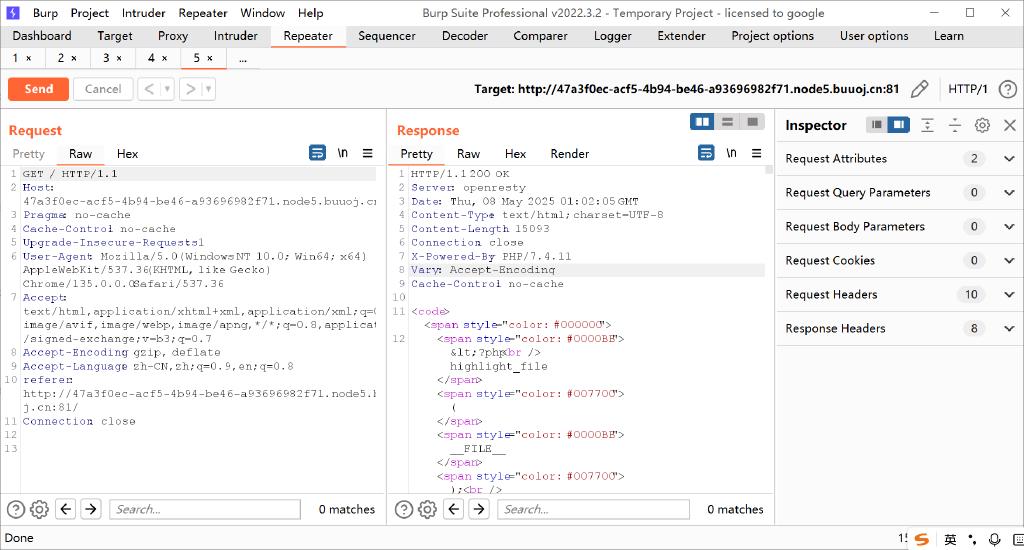 Burp Project Intruder Repeater Window Help Burp Suite Professional v2022.3.2 - Temporary Project - licensed to google
Dashboard Target Proxy Intruder Repeater Sequencer Decoder Comparer Logger Extender Project options User options Learn
1 × 2 × 3 × 4 × 5 × ...
Send Cancel < > Target: http://47a3f0ec-acf5-4b94-be46-a93696982f71.node5.buuoj.cn:81 HTTP/1
Request
Pretty Raw Hex \n
1 GET / HTTP/1.1
2 Host:
47a3f0ec-acf5-4b94-be46-a93696982f71.node5.buuoj.cn
3 Pragma: no-cache
4 Cache-Control no-cache
5 Upgrade-Insecure-Requests1
6 User-Agent Mozilla/5.0(WindowsNT 10.0; Win64; x64)
AppleWebKit/537.36(KHTML, like Gecko)
Chrome/135.0.0.0Safari/537.36
7 Accept:
text/html,application/xhtml+xml,application/xml;q=0
image/avif,image/webp,image/apng,*/*;q=0.8,applicat
/signed-exchange;v=b3;q=0.7
8 Accept-Encoding gzip, deflate
9 Accept-Language zh-CN,zh;q=0.9,en;q=0.8
10 referer:
http://47a3f0ec-acf5-4b94-be46-a93696982f71.node5.
j.cn:81/
11 Connection: close
12
13
Search... 0 matches
Response
Pretty Raw Hex Render \n
1 HTTP/1.1 200 OK
2 Server: openresty
3 Date: Thu, 08 May 2025 01:02:05 GMT
4 Content-Type text/html;charset=UTF-8
5 Content-Length 15093
6 Connection close
7 X-Powered-By PHP/7.4.11
8 Vary: Accept-Encoding
9 Cache-Control no-cache
10
11 <code>
<span style="color: #000000">
12 <span style="color: #0000BB">
&lt;?php<br />
highlight_file
</span>
<span style="color: #007700">
(
</span>
<span style="color: #0000BB">
__FILE__
</span>
<span style="color: #007700">
);<br />
Search... 0 matches
Inspector
Request Attributes 2
Request Query Parameters 0
Request Body Parameters 0
Request Cookies 0
Request Headers 10
Response Headers 8
Done
英